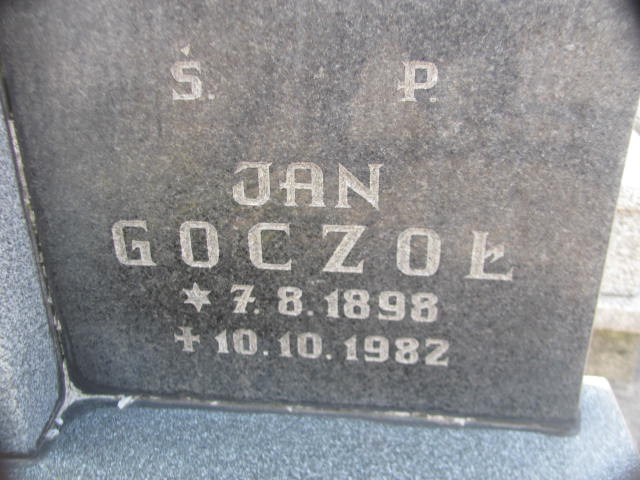 Ś. P.
JAN
GOCZOŁ
* 7. 8. 1898
✝ 10. 10. 1982